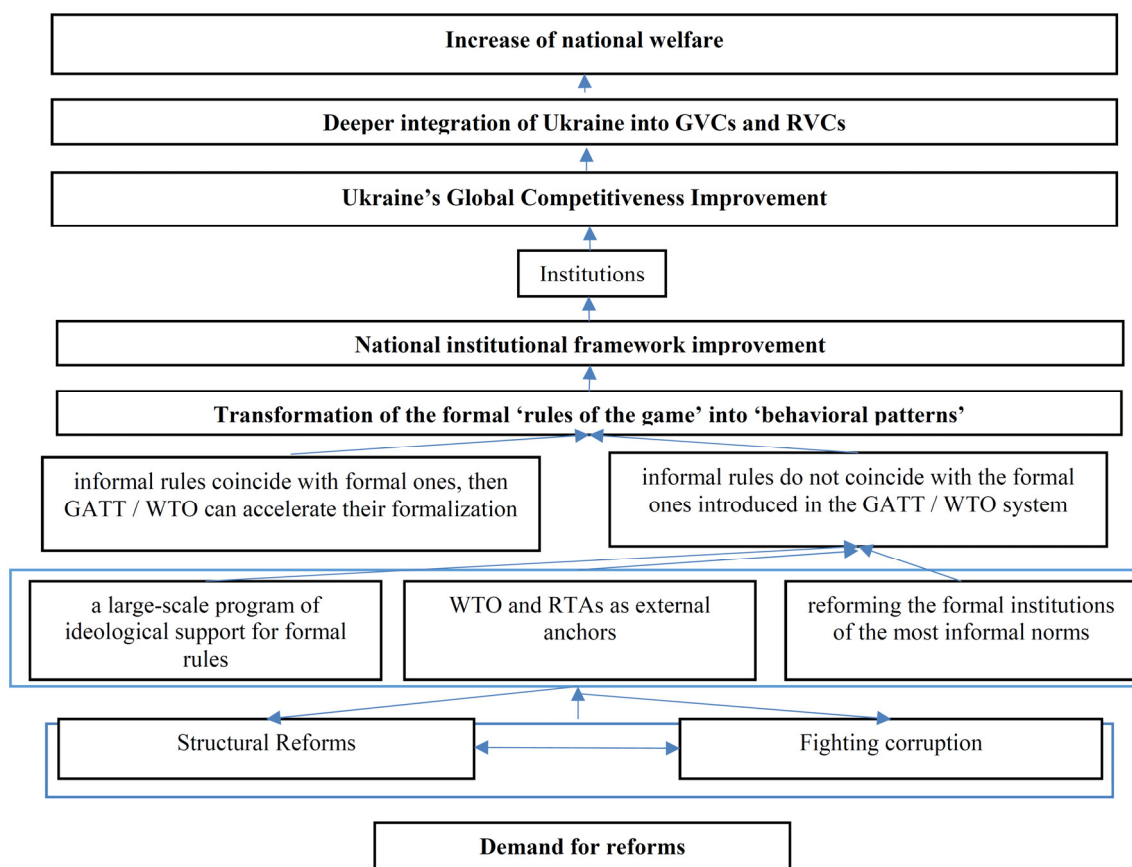 Increase of national welfare
Deeper integration of Ukraine into GVCs and RVCs
Ukraine’s Global Competitiveness Improvement
Institutions
National institutional framework improvement
Transformation of the formal ‘rules of the game’ into ‘behavioral patterns’
informal rules coincide with formal ones, then
GATT / WTO can accelerate their formalization
informal rules do not coincide with the formal
ones introduced in the GATT / WTO system
a large-scale program of
ideological support for formal
rules
WTO and RTAs as external
anchors
reforming the formal institutions
of the most informal norms
Structural Reforms
Fighting corruption
Demand for reforms